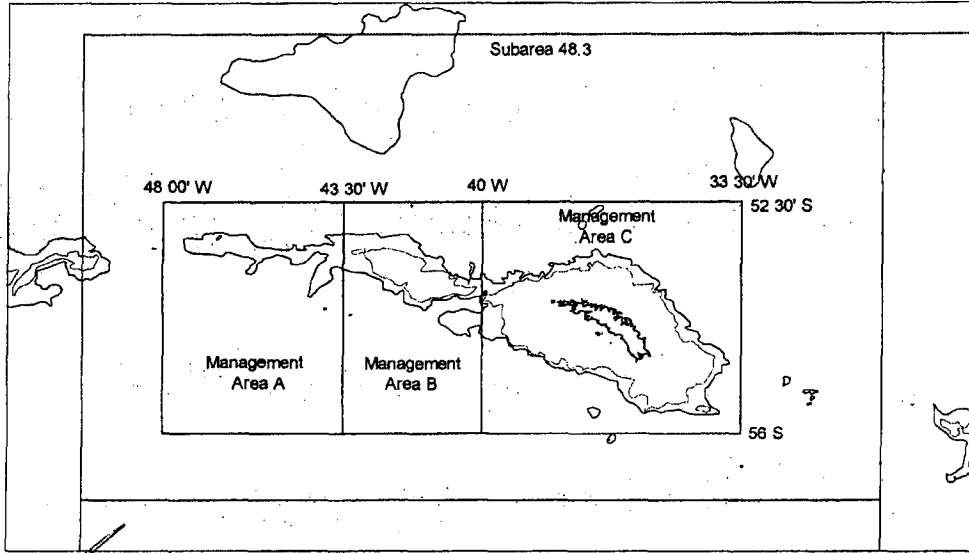 Subarea 48.3
48 00' W
43 30' W
40 W
33 30' W
52 30' S
Management
Area C
Management
Area A
Management
Area B
56 S